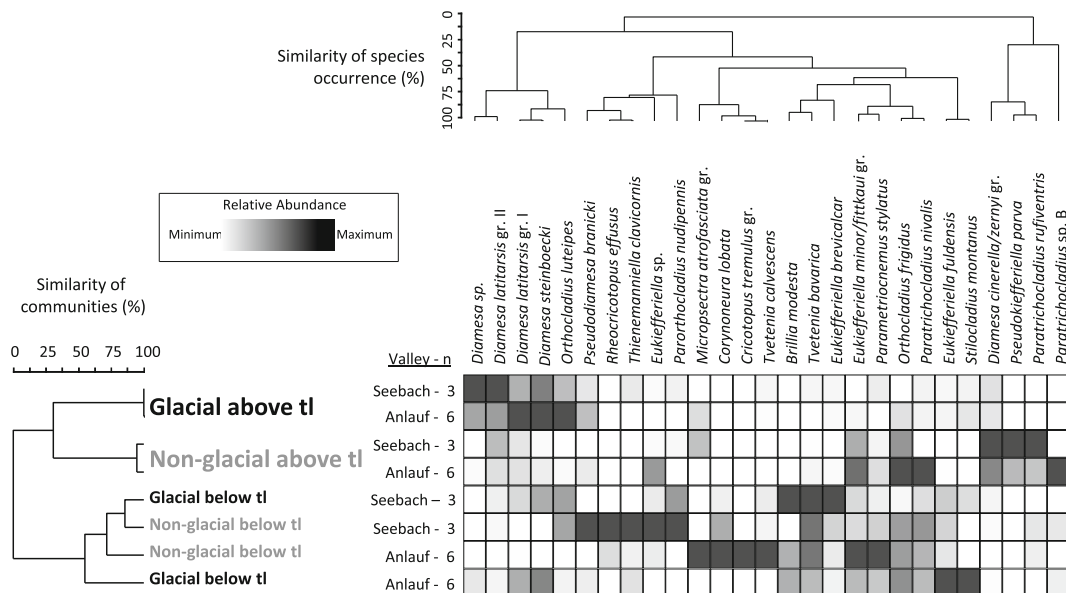 0
25
50
75
100
Similarity of species
occurrence (%)
Relative Abundance
Minimum
Maximum
Similarity of
communities (%)
0 25 50 75 100
Diamesa sp.
Diamesa latitarsis gr. II
Diamesa latitarsis gr. I
Diamesa steinboecki
Orthocladius luteipes
Pseudodiamesa branicki
Rheocricotopus effusus
Thienemanniella clavicornis
Eukiefferiella sp.
Parorthocladius nudipennis
Micropsectra atrofasciata gr.
Corynoneura lobata
Cricotopus tremulus gr.
Tvetenia calvescens
Brillia modesta
Tvetenia bavarica
Eukiefferiella brevicalcar
Eukiefferiella minor/fittkaui gr.
Parametriocnemus stylatus
Orthocladius frigidus
Paratrichocladius nivalis
Eukiefferiella fuldensis
Stilocladius montanus
Diamesa cinerella/zernyi gr.
Pseudokiefferiella parva
Paratrichocladius rufiventris
Paratrichocladius sp. B
Valley - n
Glacial above tl
Non-glacial above tl
Glacial below tl
Non-glacial below tl
Non-glacial below tl
Glacial below tl
Seebach - 3
Anlauf - 6
Seebach - 3
Anlauf - 6
Seebach – 3
Seebach - 3
Anlauf - 6
Anlauf - 6